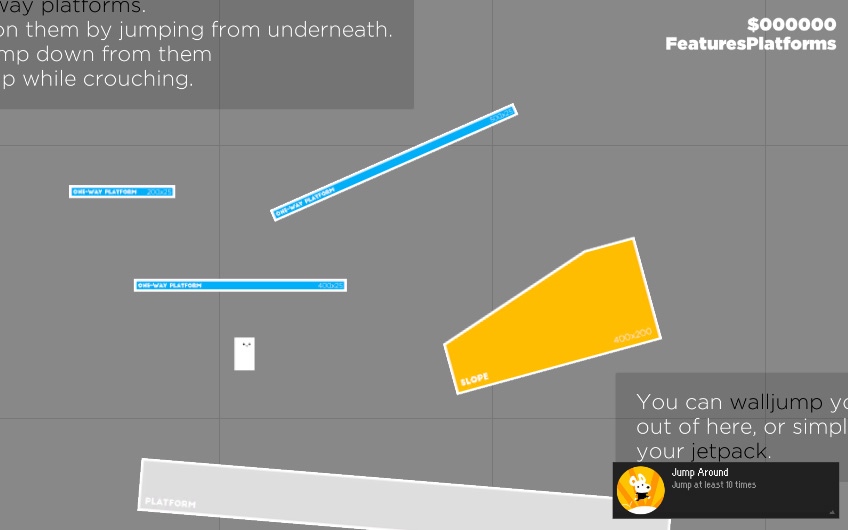 way platforms.
on them by jumping from underneath.
mp down from them
p while crouching.
$000000
FeaturesPlatforms
ONE-WAY PLATFORM
ONE-WAY PLATFORM 200x25
ONE-WAY PLATFORM 400x25
400x200
SLOPE
You can walljump yo
out of here, or simpl
your jetpack.
Jump Around
Jump at least 10 times
PLATFORM